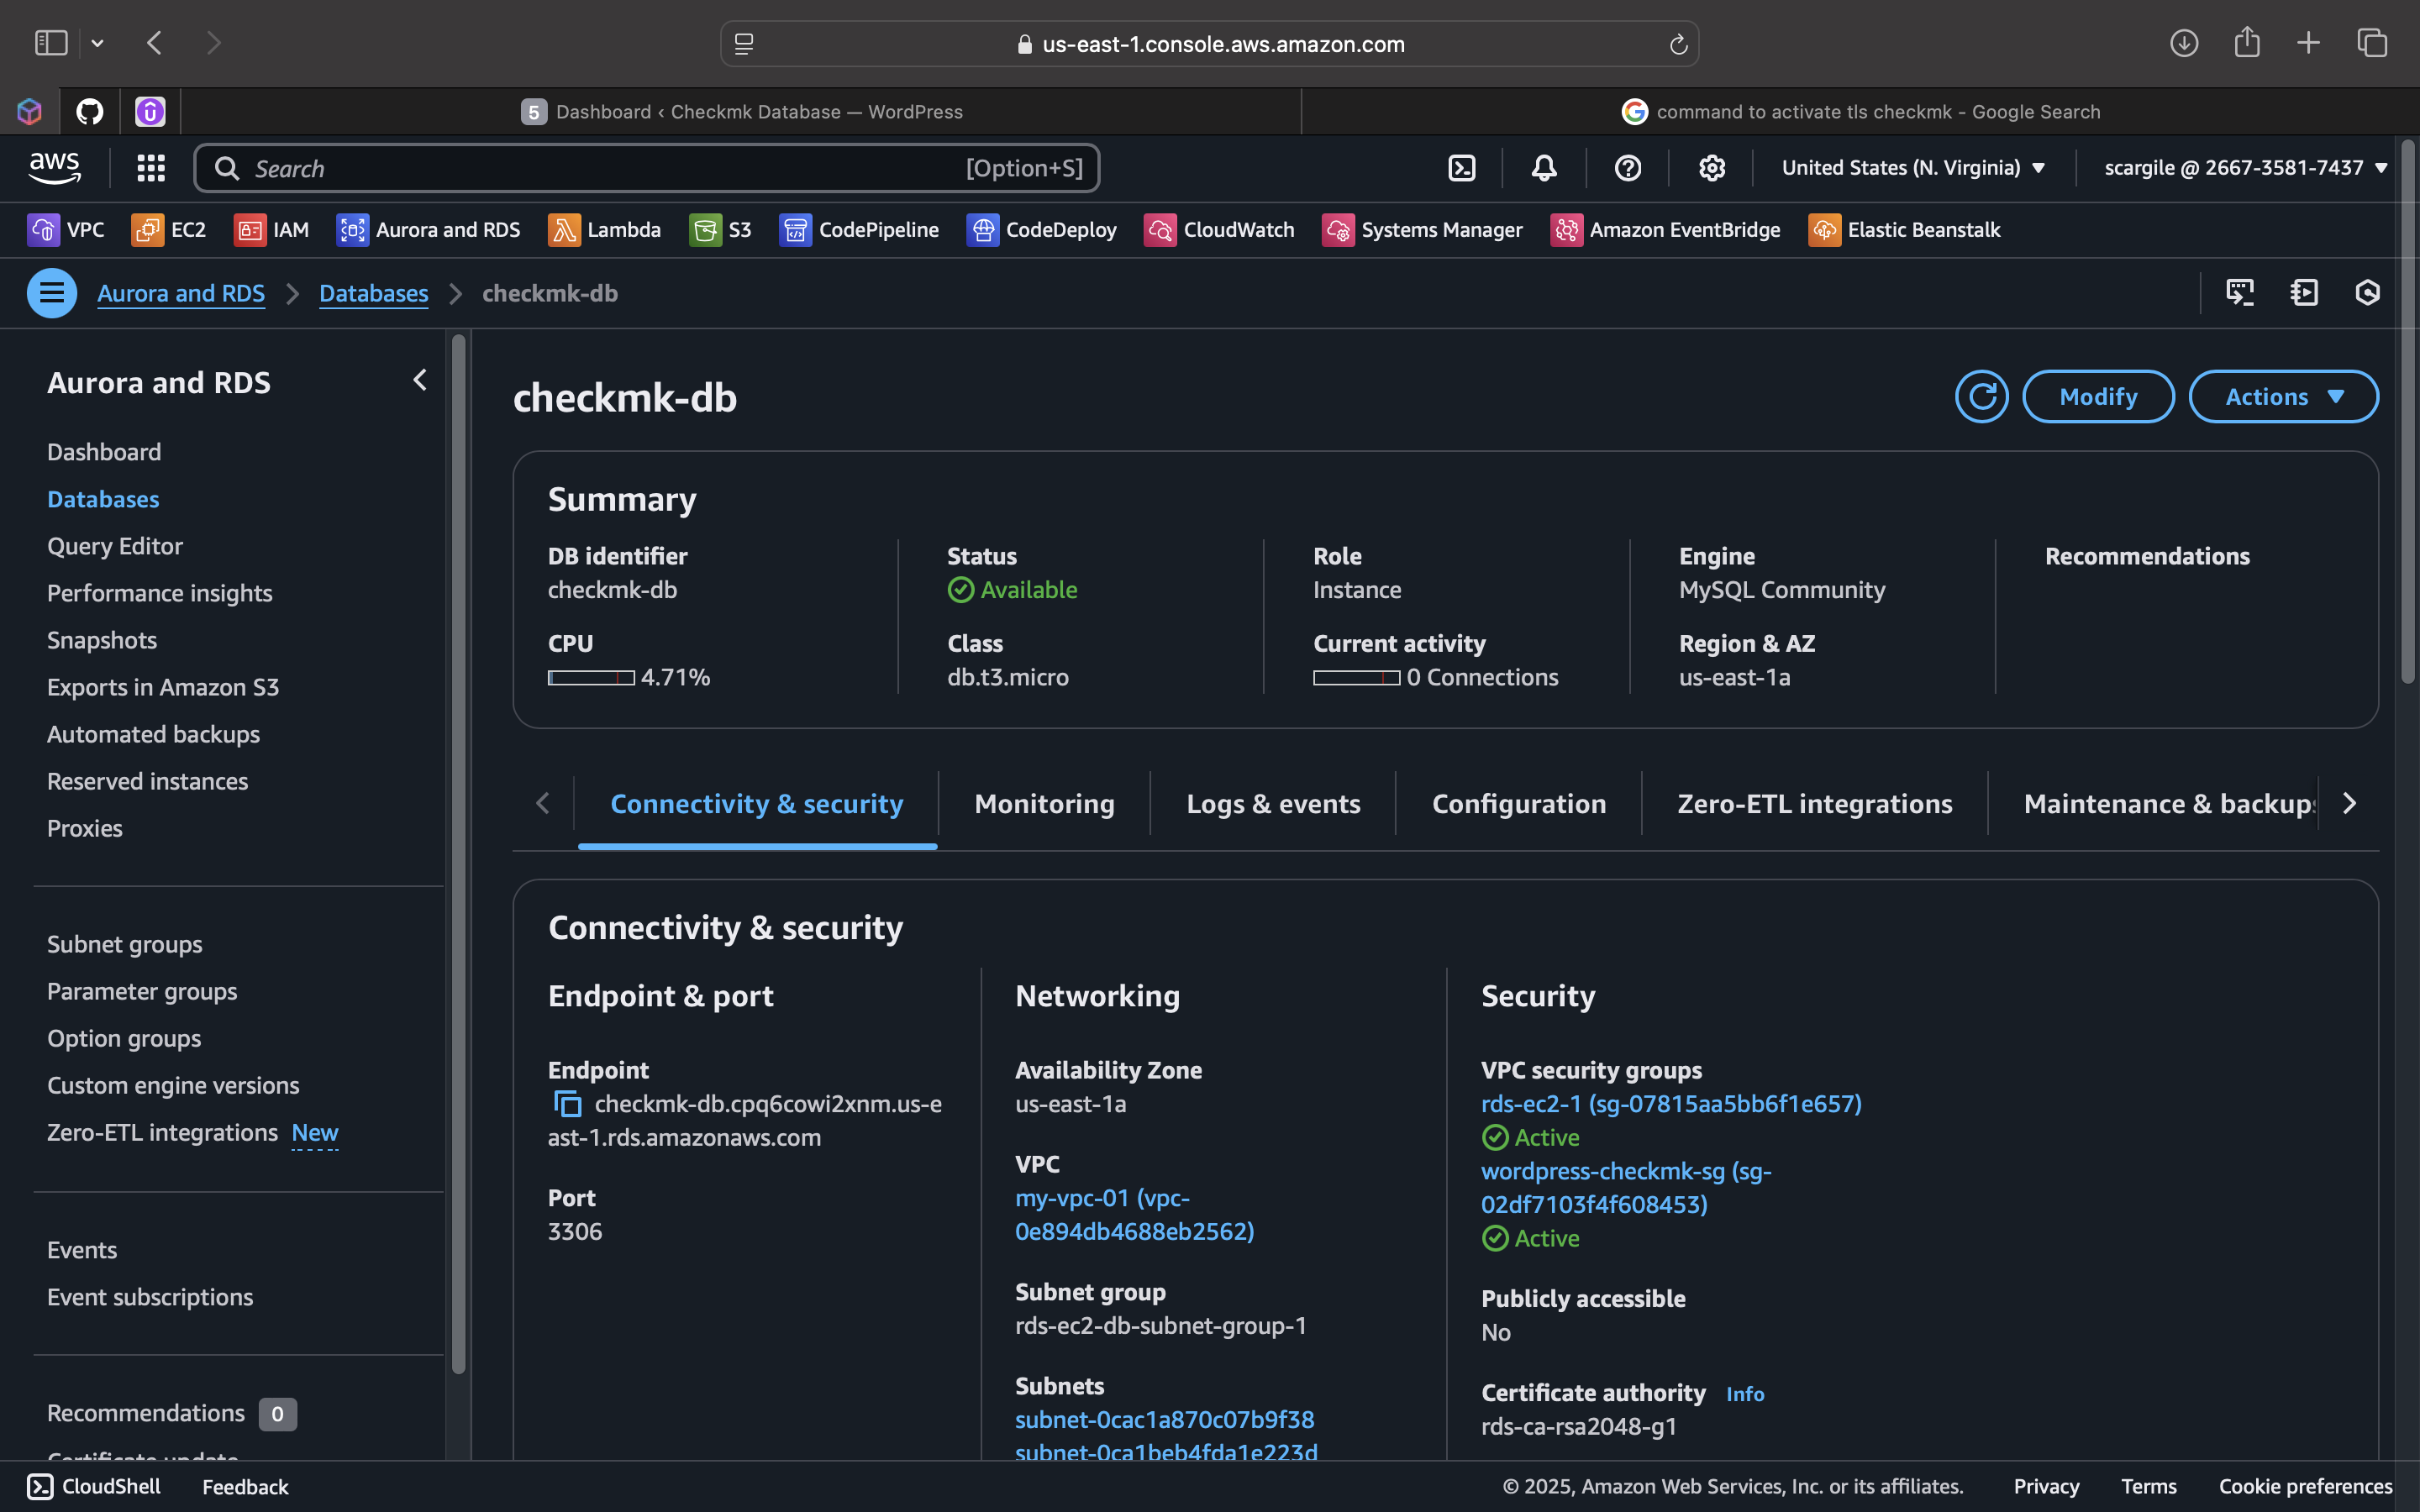 us-east-1.console.aws.amazon.com
5 Dashboard ‹ Checkmk Database — WordPress
command to activate tls checkmk - Google Search
aws
Search
[Option+S]
United States (N. Virginia)
scargile @ 2667-3581-7437
VPC
EC2
IAM
Aurora and RDS
Lambda
S3
CodePipeline
CodeDeploy
CloudWatch
Systems Manager
Amazon EventBridge
Elastic Beanstalk
Aurora and RDS
Databases
checkmk-db
Aurora and RDS
Dashboard
Databases
Query Editor
Performance insights
Snapshots
Exports in Amazon S3
Automated backups
Reserved instances
Proxies
Subnet groups
Parameter groups
Option groups
Custom engine versions
Zero-ETL integrations New
Events
Event subscriptions
Recommendations 0
Certificate update
checkmk-db
Modify
Actions
Summary
DB identifier
checkmk-db
CPU
4.71%
Status
Available
Class
db.t3.micro
Role
Instance
Current activity
0 Connections
Engine
MySQL Community
Region & AZ
us-east-1a
Recommendations
Connectivity & security
Monitoring
Logs & events
Configuration
Zero-ETL integrations
Maintenance & backups
Connectivity & security
Endpoint & port
Endpoint
checkmk-db.cpq6cowi2xnm.us-e
ast-1.rds.amazonaws.com
Port
3306
Networking
Availability Zone
us-east-1a
VPC
my-vpc-01 (vpc-
0e894db4688eb2562)
Subnet group
rds-ec2-db-subnet-group-1
Subnets
subnet-0cac1a870c07b9f38
subnet-0ca1beb4fda1e223d
Security
VPC security groups
rds-ec2-1 (sg-07815aa5bb6f1e657)
Active
wordpress-checkmk-sg (sg-
02df7103f4f608453)
Active
Publicly accessible
No
Certificate authority Info
rds-ca-rsa2048-g1
CloudShell
Feedback
© 2025, Amazon Web Services, Inc. or its affiliates.
Privacy
Terms
Cookie preferences